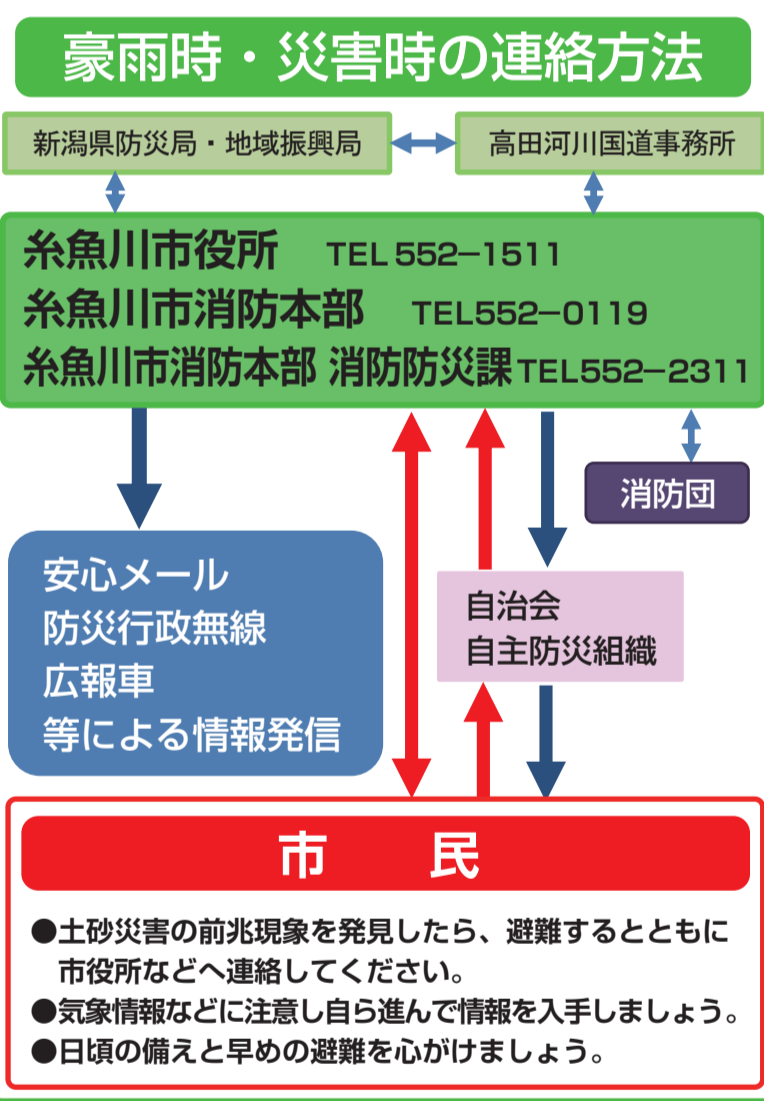 豪雨時・災害時の連絡方法
新潟県防災局・地域振興局
高田河川国道事務所
糸魚川市役所 TEL 552−1511
糸魚川市消防本部 TEL552−0119
糸魚川市消防本部 消防防災課 TEL552−2311
消防団
安心メール
防災行政無線
広報車
等による情報発信
自治会
自主防災組織
市 民
●土砂災害の前兆現象を発見したら、避難するとともに
市役所などへ連絡してください。
●気象情報などに注意し自ら進んで情報を入手しましょう。
●日頃の備えと早めの避難を心がけましょう。